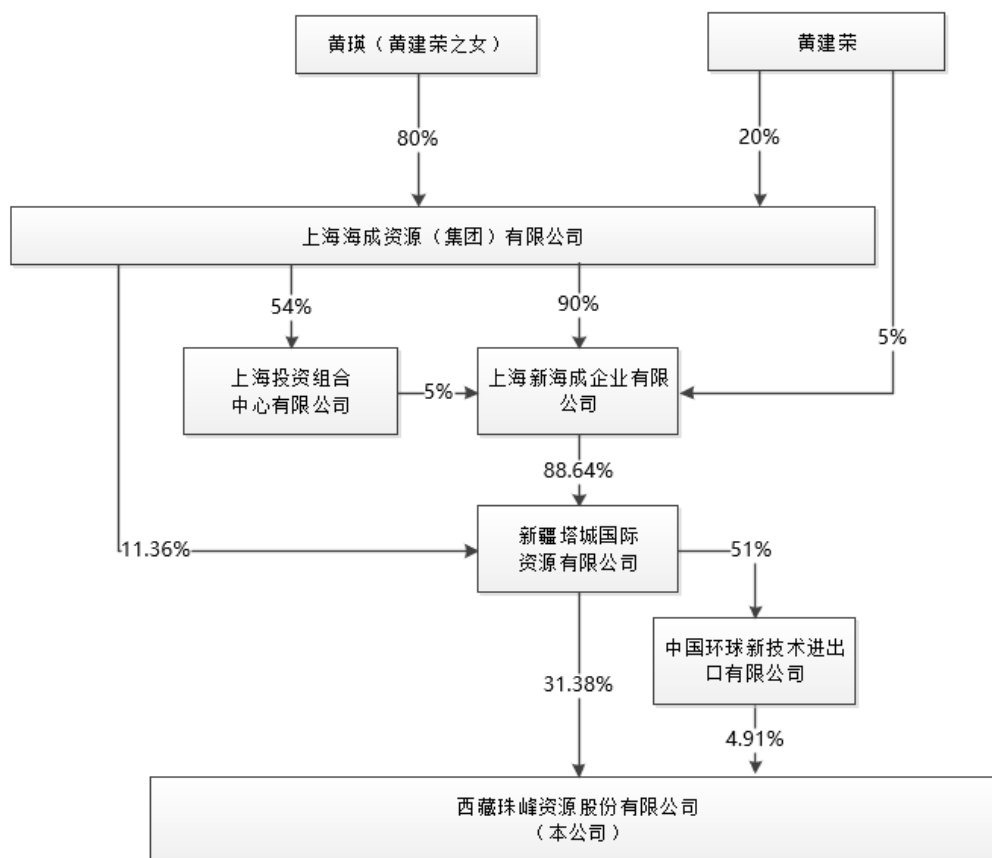 黄瑛（黄建荣之女）
黄建荣
80%
20%
上海海成资源（集团）有限公司
54%
90%
5%
上海投资组合
中心有限公司
5%
上海新海成企业有限
公司
88.64%
11.36%
新疆塔城国际
资源有限公司
51%
中国环球新技术进出
口有限公司
31.38%
4.91%
西藏珠峰资源股份有限公司
（本公司）